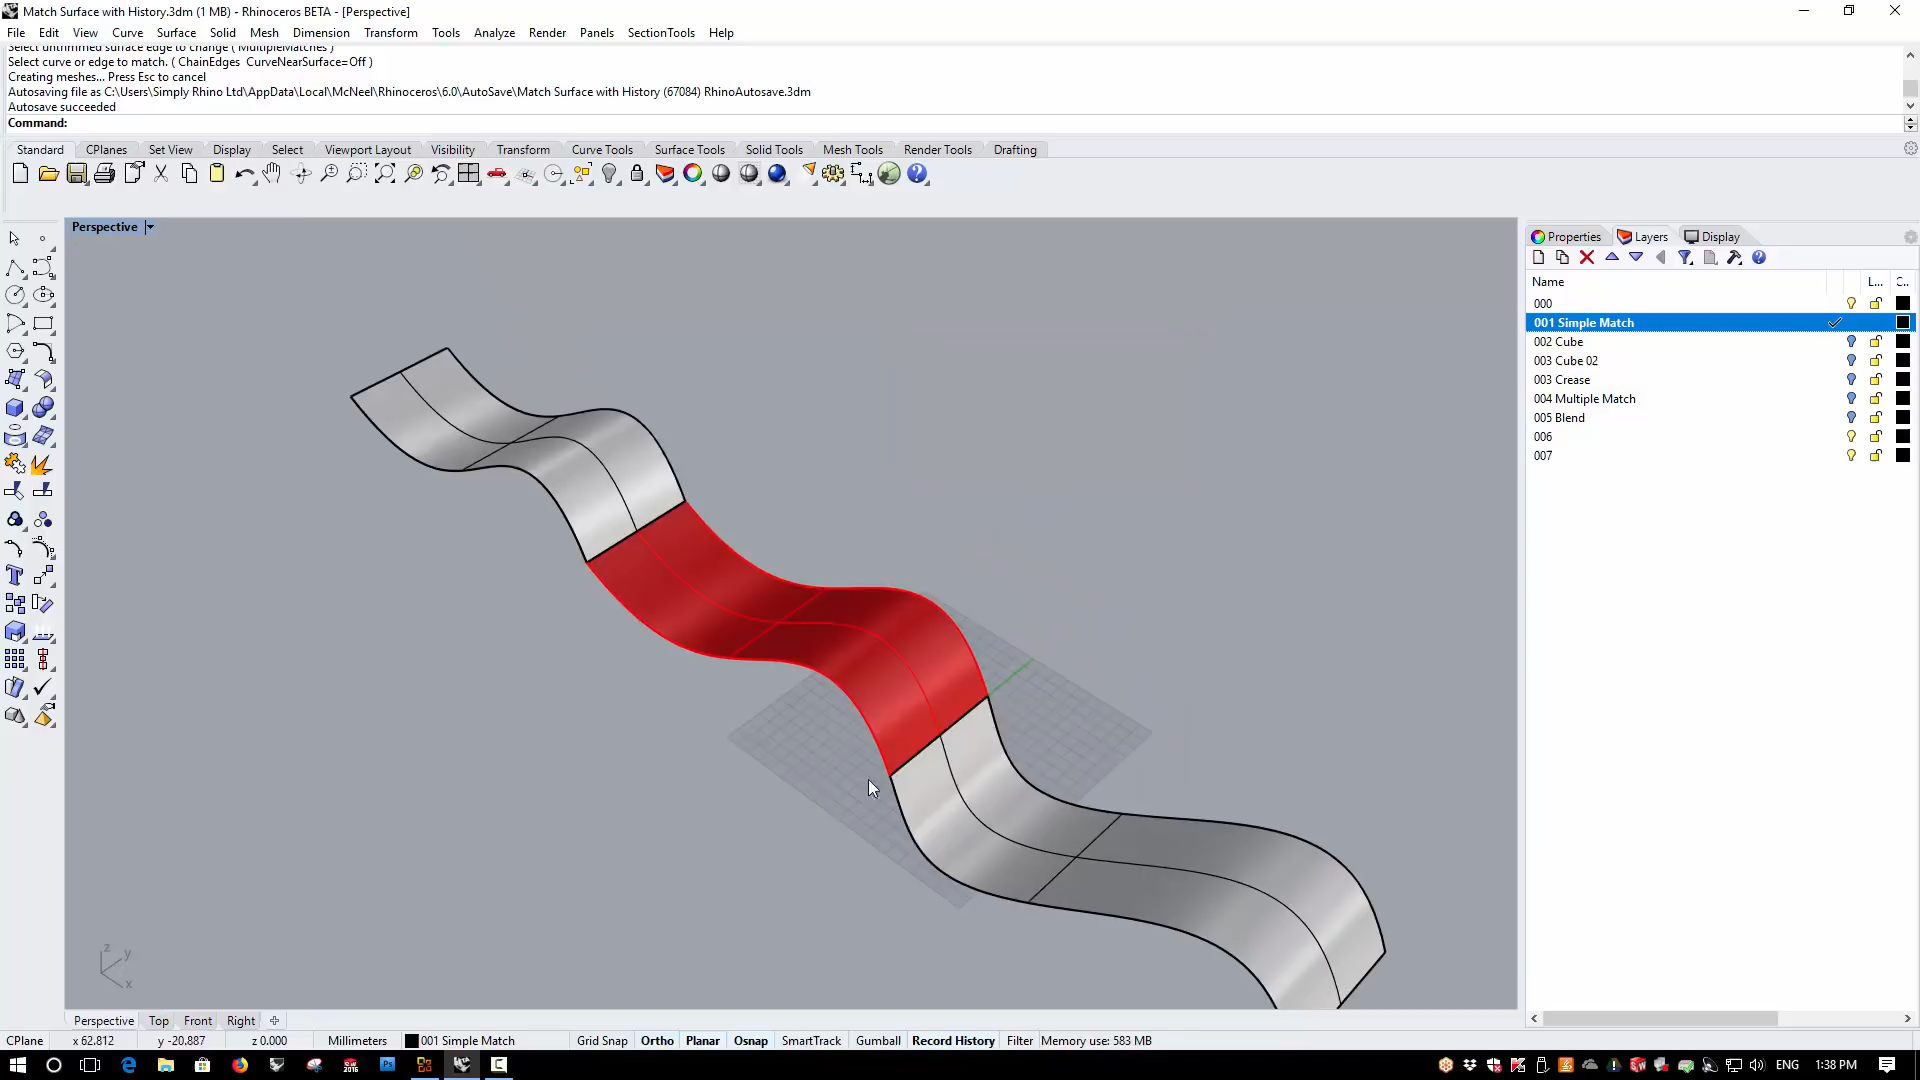 Match Surface with History.3dm (1 MB) - Rhinoceros BETA - [Perspective]
File Edit View Curve Surface Solid Mesh Dimension Transform Tools Analyze Render Panels SectionTools Help
Select untrimmed surface edge to change ( MultipleMatches )
Select curve or edge to match. ( ChainEdges CurveNearSurface=Off )
Creating meshes... Press Esc to cancel
Autosaving file as C:\Users\Simply Rhino Ltd\AppData\Local\McNeel\Rhinoceros\6.0\AutoSave\Match Surface with History (67084) RhinoAutosave.3dm
Autosave succeeded
Command:
Standard CPlanes Set View Display Select Viewport Layout Visibility Transform Curve Tools Surface Tools Solid Tools Mesh Tools Render Tools Drafting
Perspective
Properties Layers Display
Name L... C..
000
001 Simple Match
002 Cube
003 Cube 02
003 Crease
004 Multiple Match
005 Blend
006
007
z
y
x
Perspective Top Front Right
CPlane x 62.812 y -20.887 z 0.000 Millimeters 001 Simple Match Grid Snap Ortho Planar Osnap SmartTrack Gumball Record History Filter Memory use: 583 MB
ENG 1:38 PM